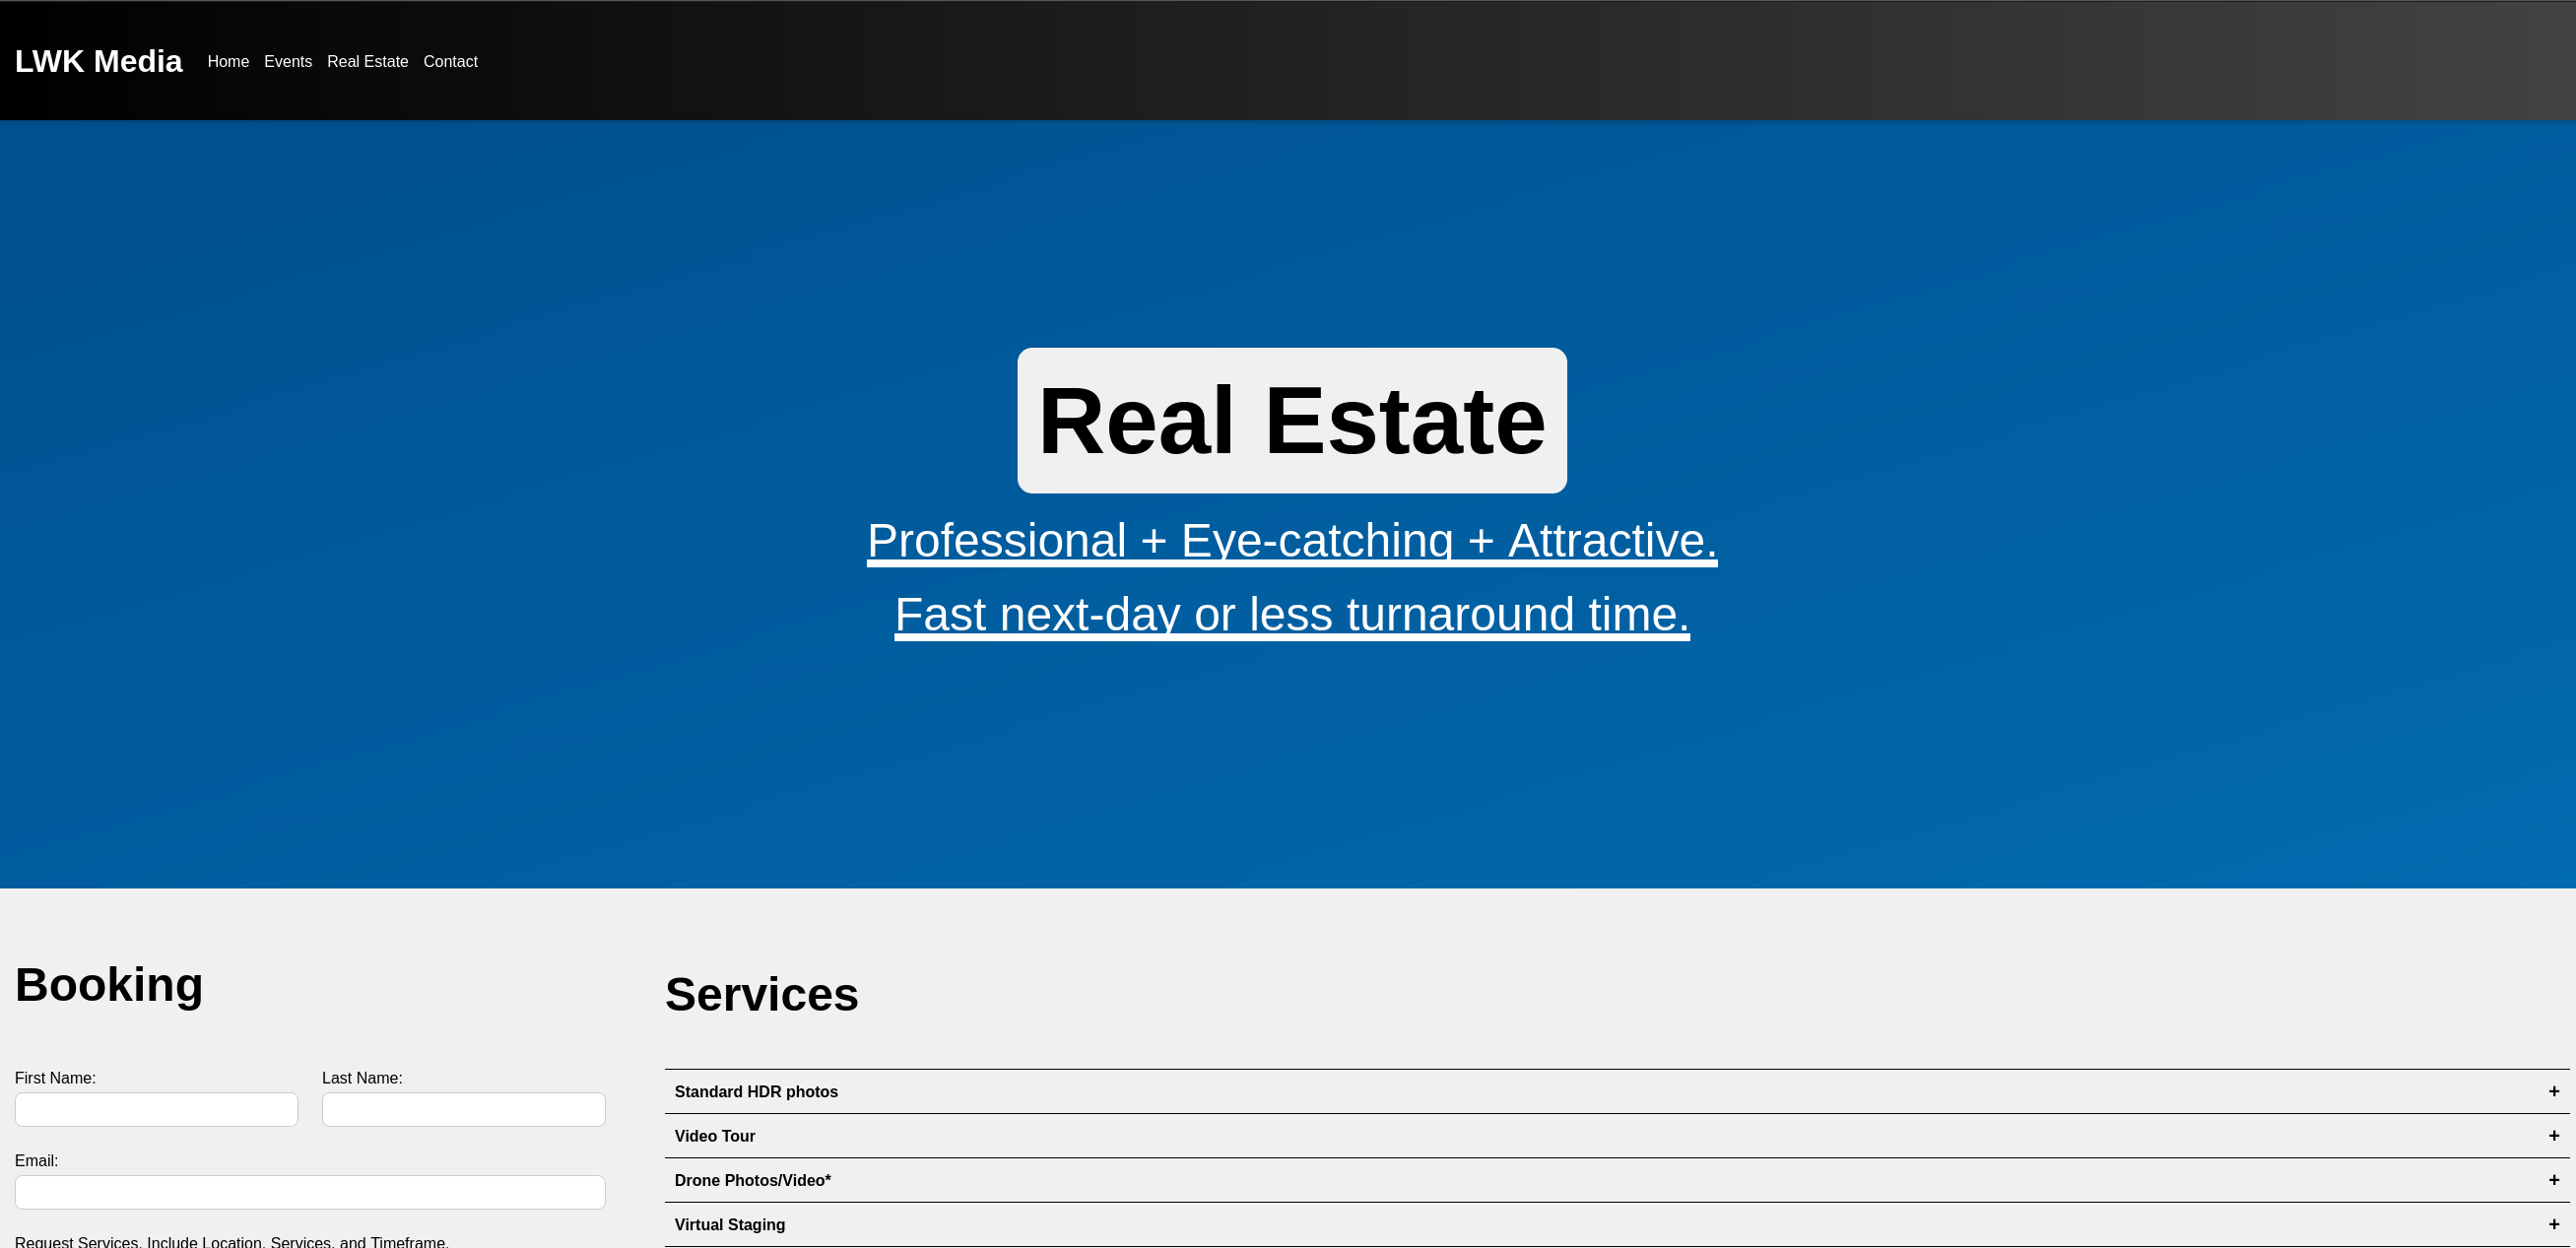 LWK Media Home Events Real Estate Contact
Real Estate
Professional + Eye-catching + Attractive.
Fast next-day or less turnaround time.
Booking
First Name: Last Name:
Email:
Request Services. Include Location, Services, and Timeframe.
Services
Standard HDR photos +
Video Tour +
Drone Photos/Video* +
Virtual Staging +